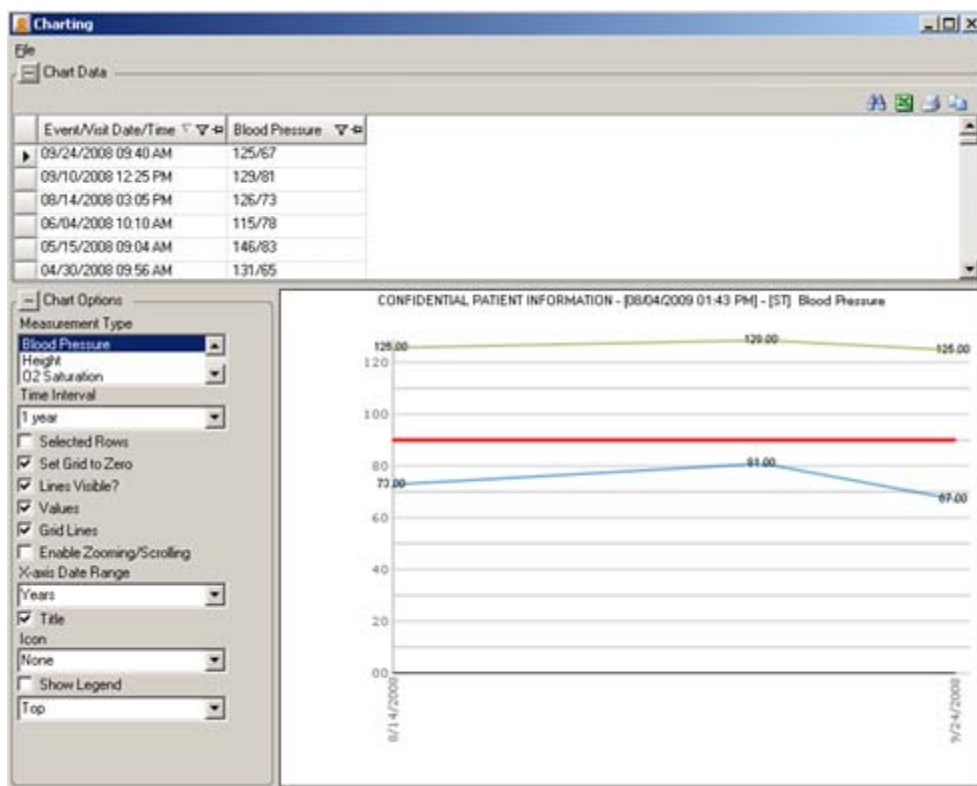 Charting
File
Chart Data
Event/Visit Date/Time Blood Pressure
09/24/2008 09:40 AM 125/67
09/10/2008 12:25 PM 129/81
08/14/2008 03:05 PM 126/73
06/04/2008 10:10 AM 115/78
05/15/2008 09:04 AM 146/83
04/30/2008 09:56 AM 131/65
Chart Options
Measurement Type
Blood Pressure
Height
O2 Saturation
Time Interval
1 year
Selected Rows
Set Grid to Zero
Lines Visible?
Values
Grid Lines
Enable Zooming/Scrolling
X-axis Date Range
Years
Title
Icon
None
Show Legend
Top
CONFIDENTIAL PATIENT INFORMATION - [08/04/2009 01:43 PM] - [ST] Blood Pressure
126.00
129.00
125.00
120
100
80
73.00
81.00
67.00
60
40
20
00
8/14/2008
9/24/2008